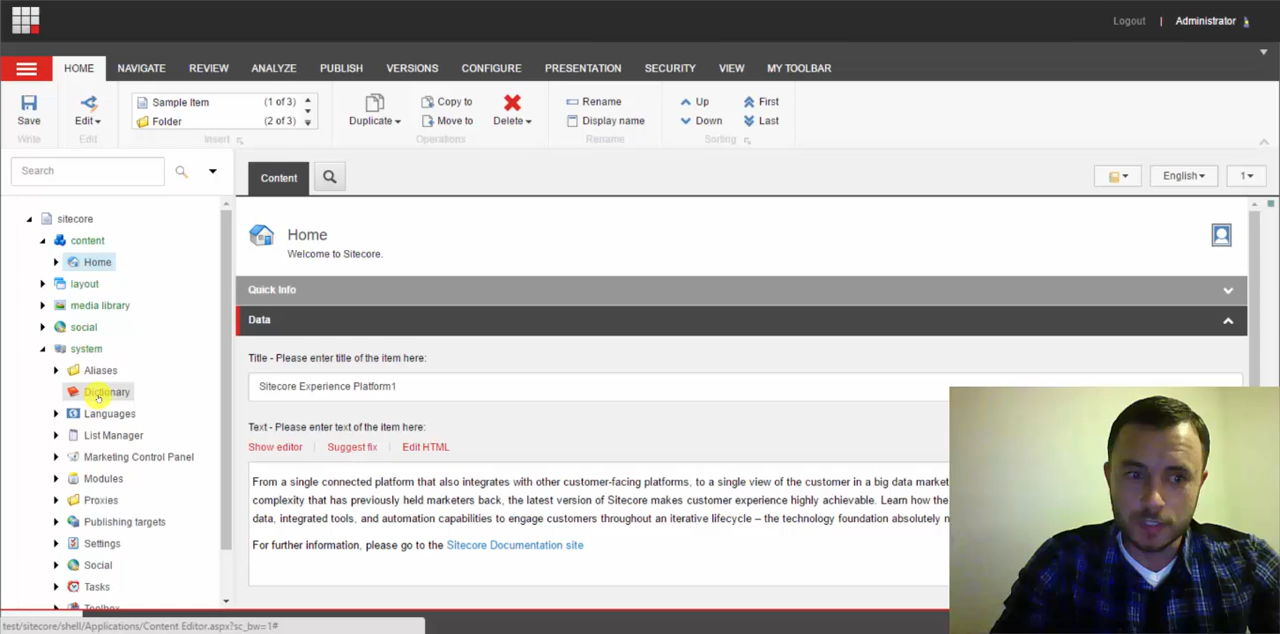 Logout | Administrator
HOME NAVIGATE REVIEW ANALYZE PUBLISH VERSIONS CONFIGURE PRESENTATION SECURITY VIEW MY TOOLBAR
Sample Item (1 of 3)
Folder (2 of 3)
Save
Edit
Duplicate
Copy to
Move to
Delete
Rename
Display name
Up
Down
First
Last
Write
Edit
Insert
Operations
Rename
Sorting
Search
Content
English
1
sitecore
content
Home
layout
media library
social
system
Aliases
Dictionary
Languages
List Manager
Marketing Control Panel
Modules
Proxies
Publishing targets
Settings
Social
Tasks
Toolbox
Home
Welcome to Sitecore.
Quick Info
Data
Title - Please enter title of the item here:
Sitecore Experience Platform1
Text - Please enter text of the item here:
Show editor | Suggest fix | Edit HTML
From a single connected platform that also integrates with other customer-facing platforms, to a single view of the customer in a big data market
complexity that has previously held marketers back, the latest version of Sitecore makes customer experience highly achievable. Learn how the
data, integrated tools, and automation capabilities to engage customers throughout an iterative lifecycle – the technology foundation absolutely n
For further information, please go to the Sitecore Documentation site
test/sitecore/shell/Applications/Content Editor.aspx?sc_bw=1#